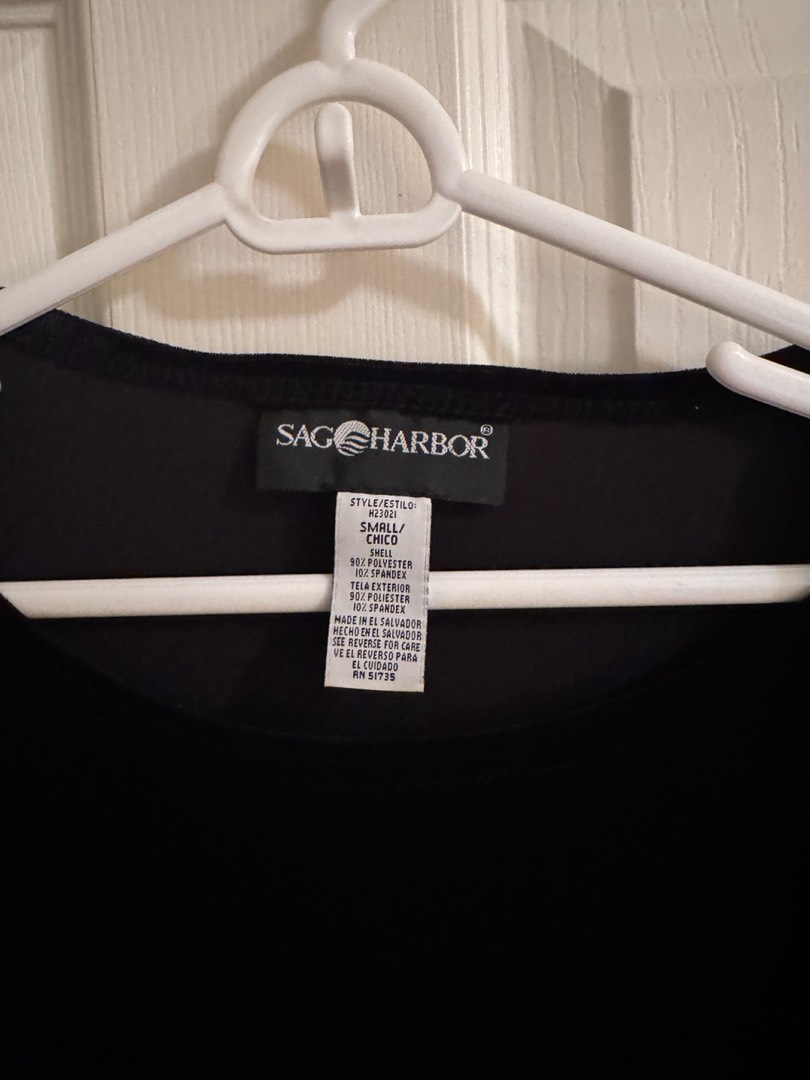 SAG HARBOR®
STYLE/ESTILO:
H23021
SMALL/
CHICO
SHELL
90% POLYESTER
10% SPANDEX
TELA EXTERIOR
90% POLIESTER
10% SPANDEX
MADE IN EL SALVADOR
HECHO EN EL SALVADOR
SEE REVERSE FOR CARE
VE EL REVERSO PARA
EL CUIDADO
RN 51735